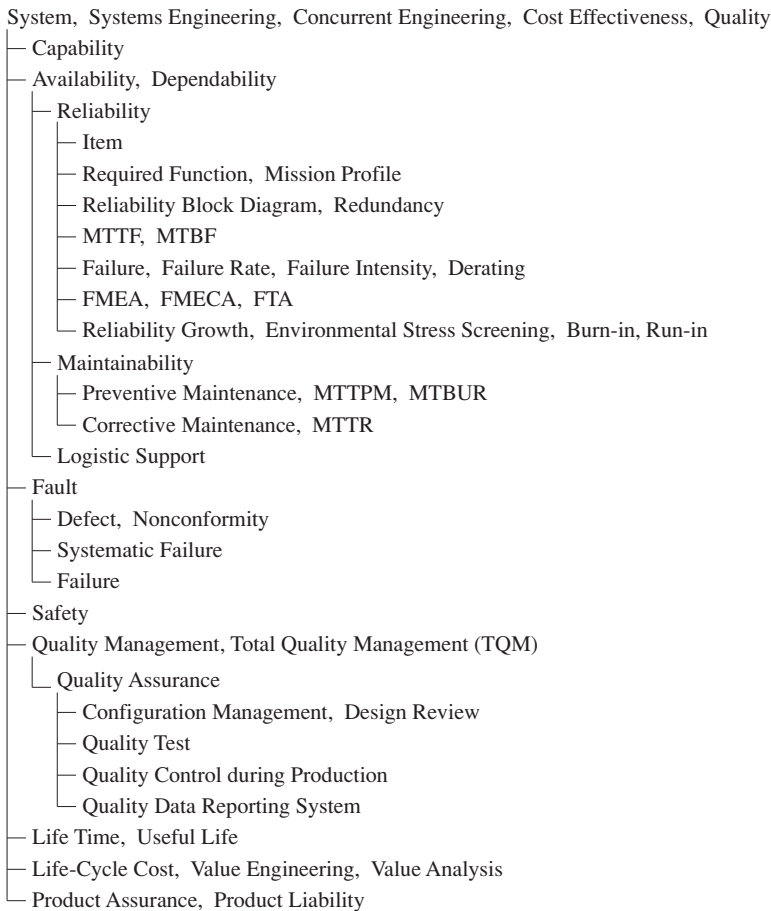 System, Systems Engineering, Concurrent Engineering, Cost Effectiveness, Quality
Capability
Availability, Dependability
Reliability
Item
Required Function, Mission Profile
Reliability Block Diagram, Redundancy
MTTF, MTBF
Failure, Failure Rate, Failure Intensity, Derating
FMEA, FMECA, FTA
Reliability Growth, Environmental Stress Screening, Burn-in, Run-in
Maintainability
Preventive Maintenance, MTTPM, MTBUR
Corrective Maintenance, MTTR
Logistic Support
Fault
Defect, Nonconformity
Systematic Failure
Failure
Safety
Quality Management, Total Quality Management (TQM)
Quality Assurance
Configuration Management, Design Review
Quality Test
Quality Control during Production
Quality Data Reporting System
Life Time, Useful Life
Life-Cycle Cost, Value Engineering, Value Analysis
Product Assurance, Product Liability